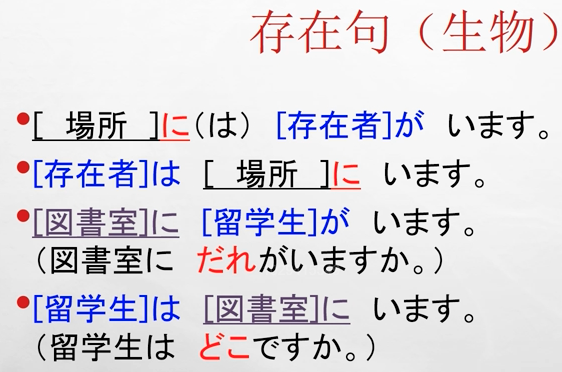 存在句（生物）
•[　場所　]に(は)　[存在者]が　います。
•[存在者]は　[　場所　]に　います。
•[図書室]に　[留学生]が　います。
（図書室に　だれがいますか。）
•[留学生]は　[図書室]に　います。
（留学生は　どこですか。）